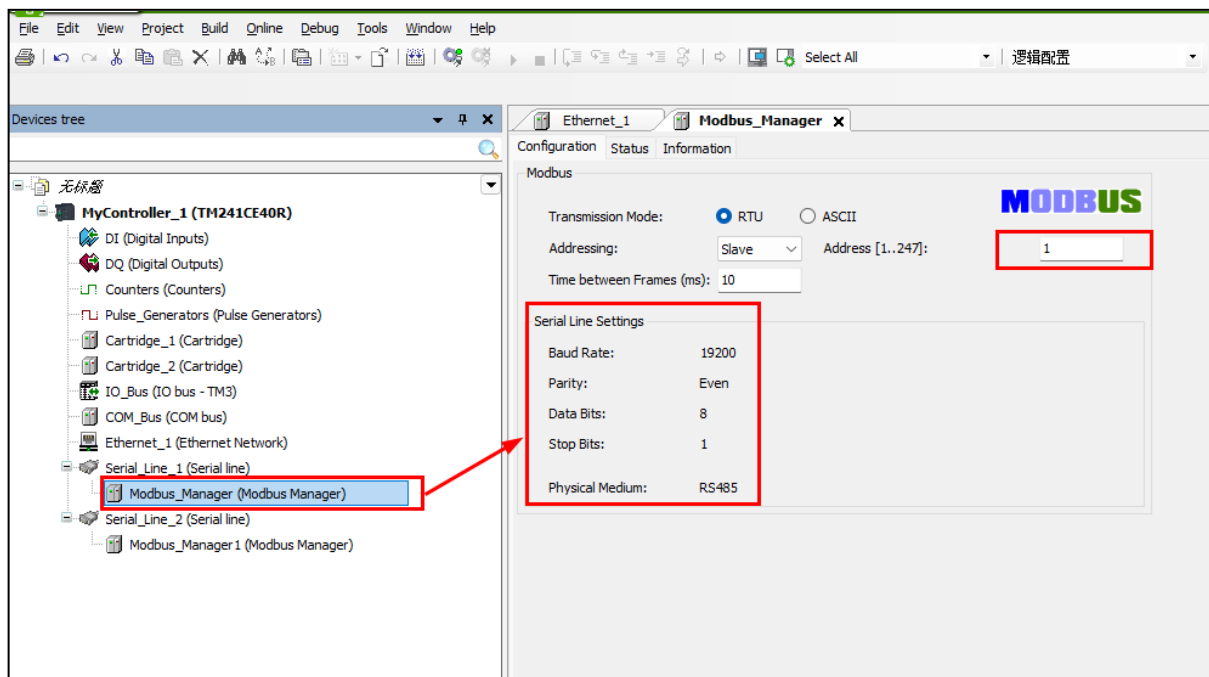 File Edit View Project Build Online Debug Tools Window Help
Select All 逻辑配置
Devices tree
无标题
MyController_1 (TM241CE40R)
DI (Digital Inputs)
DQ (Digital Outputs)
Counters (Counters)
Pulse_Generators (Pulse Generators)
Cartridge_1 (Cartridge)
Cartridge_2 (Cartridge)
IO_Bus (IO bus - TM3)
COM_Bus (COM bus)
Ethernet_1 (Ethernet Network)
Serial_Line_1 (Serial line)
Modbus_Manager (Modbus Manager)
Serial_Line_2 (Serial line)
Modbus_Manager1 (Modbus Manager)
Ethernet_1 Modbus_Manager
Configuration Status Information
Modbus
MODBUS
Transmission Mode: RTU ASCII
Addressing: Slave Address [1..247]: 1
Time between Frames (ms): 10
Serial Line Settings
Baud Rate: 19200
Parity: Even
Data Bits: 8
Stop Bits: 1
Physical Medium: RS485